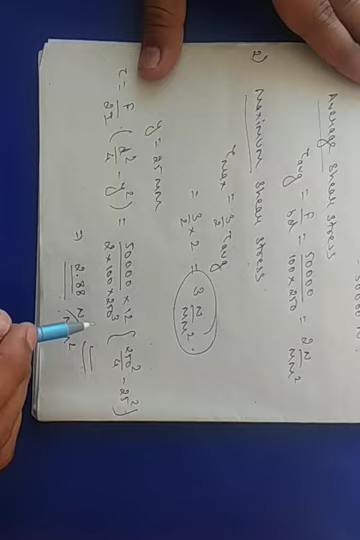 50000 N.
Average Shear Stress
τavg = F/bd = 50000/100×250 = 2 N/mm²
2) Maximum Shear Stress
τmax = 3/2 τavg
= 3/2 × 2 = 3 N/mm².
y = 25 mm
τ = F/2I · (d²/4 - y²) = 50000 × 12/2×100×250³ (250²/4 - 25²)
⇒ 2.88 N/mm²